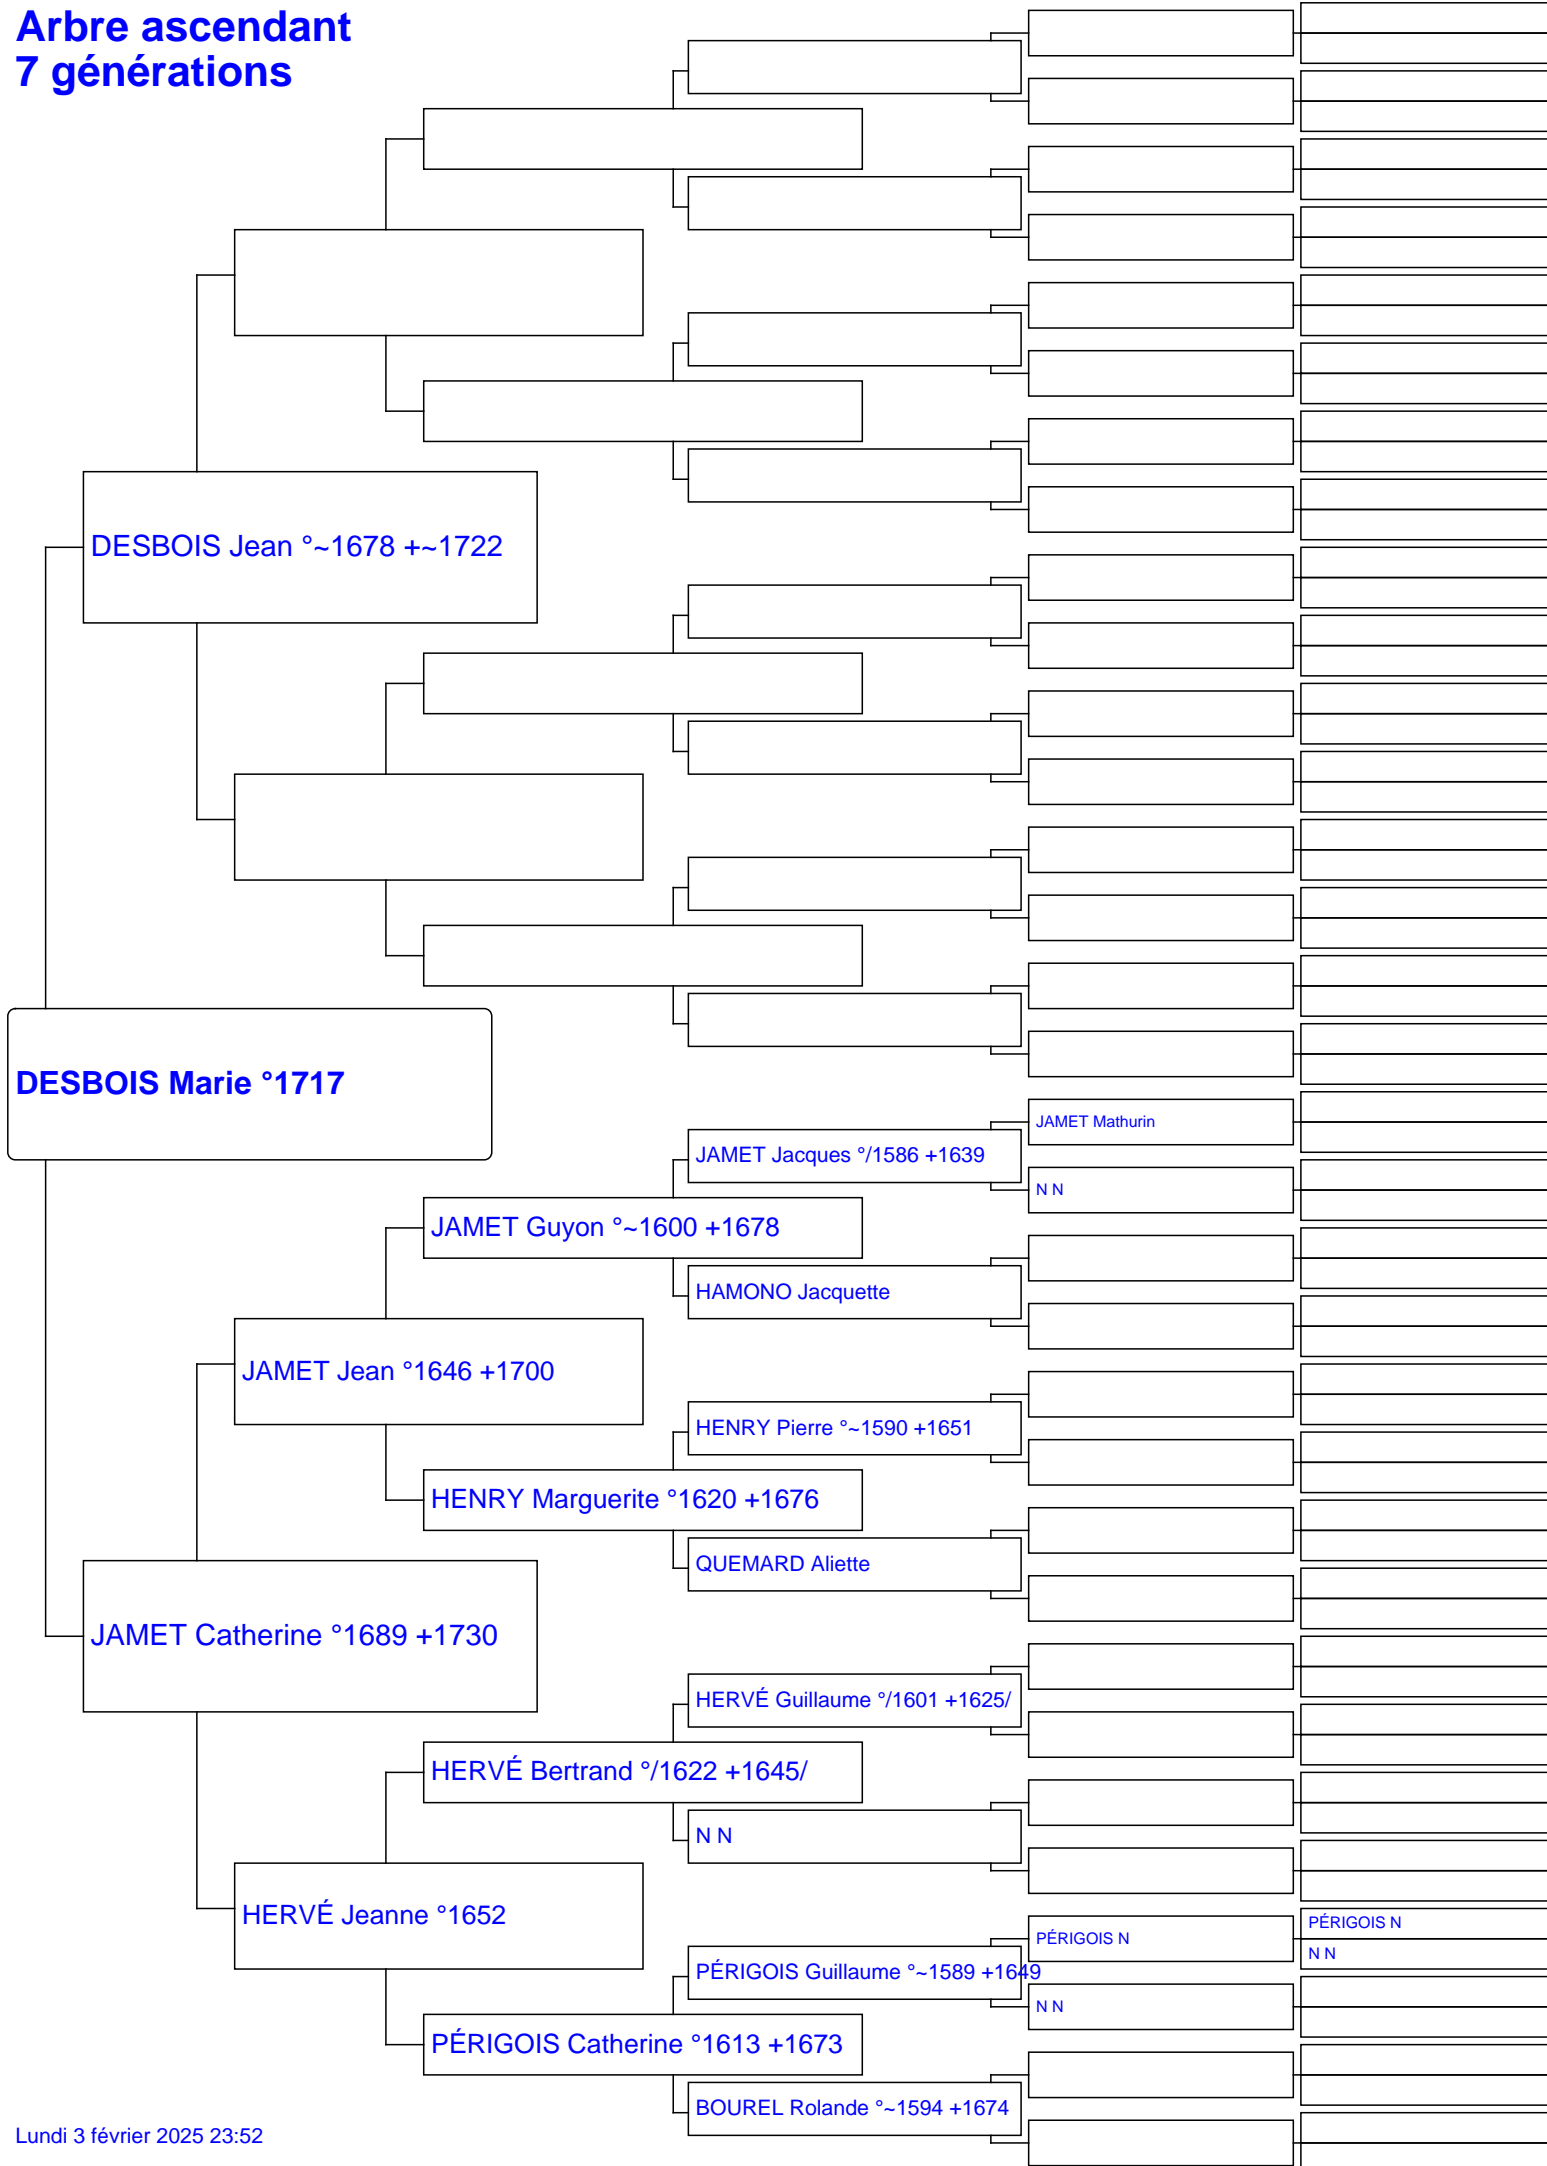 Arbre ascendant
7 générations
DESBOIS Jean °~1678 +~1722
DESBOIS Marie °1717
JAMET Mathurin
JAMET Jacques °/1586 +1639
N N
JAMET Guyon °~1600 +1678
HAMONO Jacquette
JAMET Jean °1646 +1700
HENRY Pierre °~1590 +1651
HENRY Marguerite °1620 +1676
QUEMARD Aliette
JAMET Catherine °1689 +1730
HERVÉ Guillaume °/1601 +1625/
HERVÉ Bertrand °/1622 +1645/
N N
HERVÉ Jeanne °1652
PÉRIGOIS N
PÉRIGOIS N
N N
PÉRIGOIS Guillaume °~1589 +1649
N N
PÉRIGOIS Catherine °1613 +1673
BOUREL Rolande °~1594 +1674
Lundi 3 février 2025 23:52